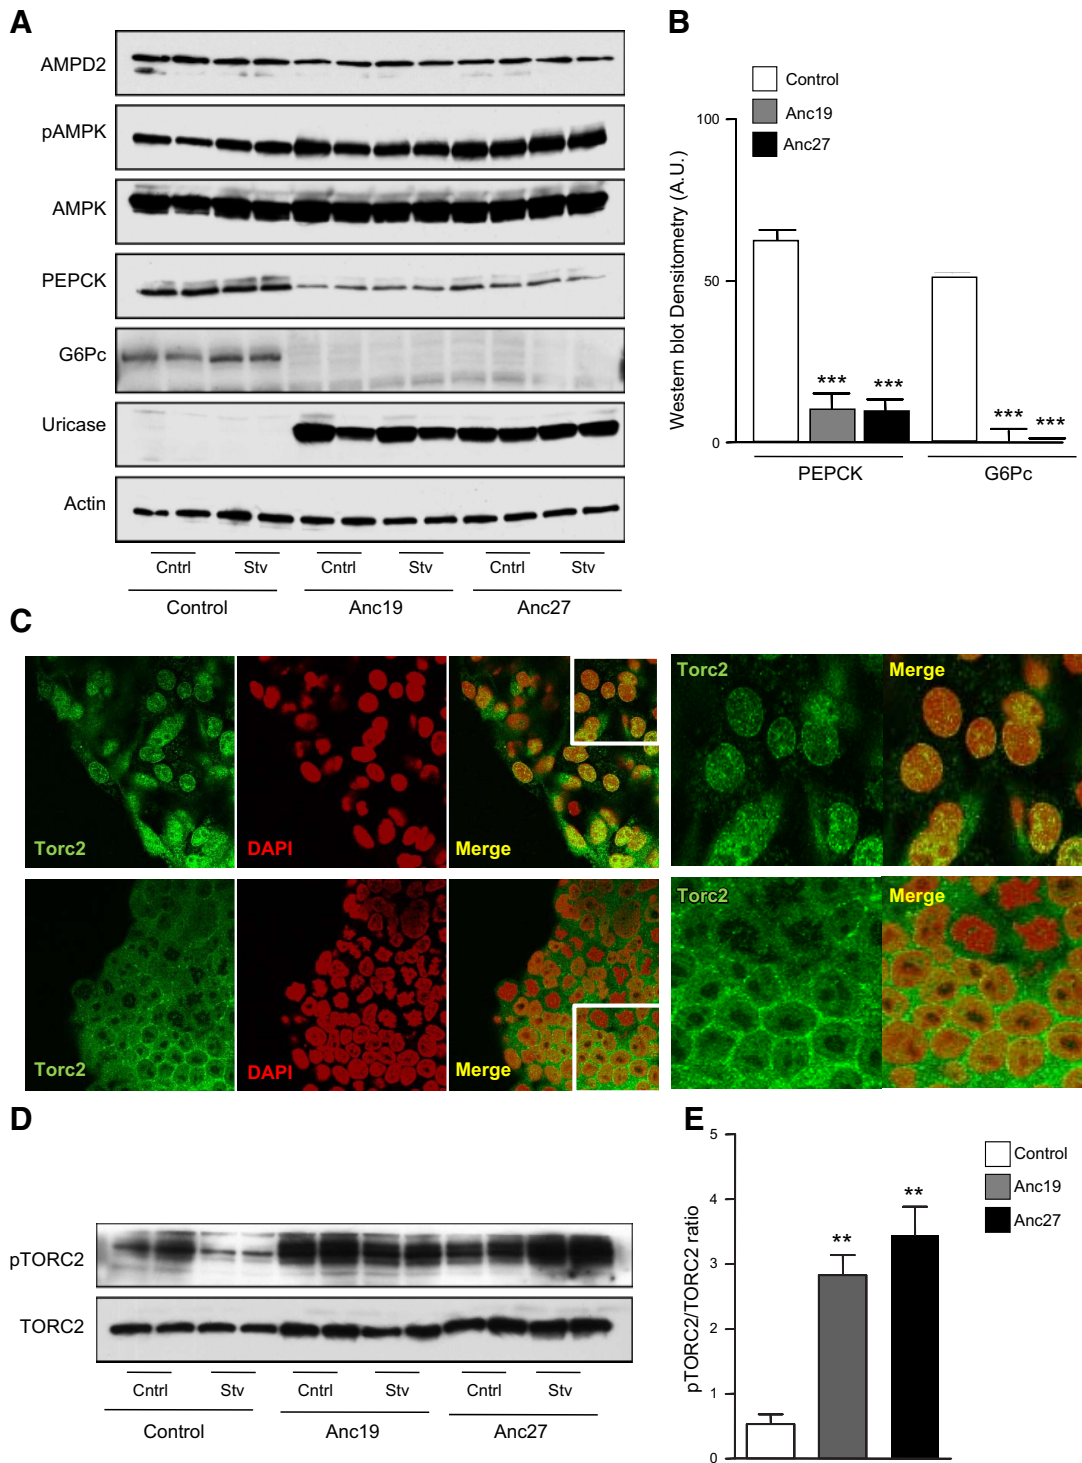 A
AMPD2
pAMPK
AMPK
PEPCK
G6Pc
Uricase
Actin
Cntrl Stv Cntrl Stv Cntrl Stv
Control Anc19 Anc27
B
Control
Anc19
Anc27
Western blot Densitometry (A.U.)
100
50
0
*** *** *** ***
PEPCK G6Pc
C
Torc2 DAPI Merge
Torc2 Merge
Torc2 DAPI Merge
Torc2 Merge
D
pTORC2
TORC2
Cntrl Stv Cntrl Stv Cntrl Stv
Control Anc19 Anc27
E
pTORC2/TORC2 ratio
5
4
3
2
1
0
** **
Control
Anc19
Anc27